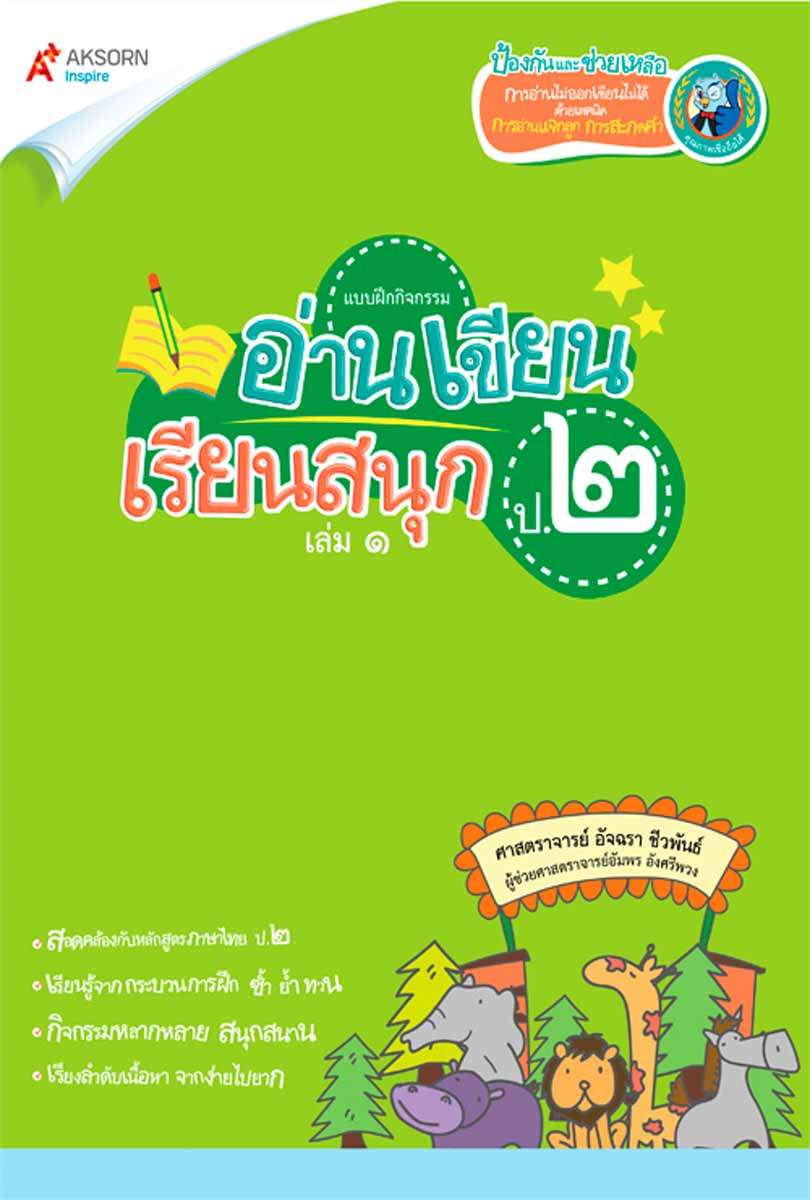 AKSORN
Inspire
ป้องกันและช่วยเหลือ
การอ่านไม่ออกเขียนไม่ได้
ด้วยเทคนิค
การอ่านแจกลูก การสะกดคำ
คุณภาพเชื่อถือได้
แบบฝึกกิจกรรม
อ่านเขียน
เรียนสนุก ป.๒
เล่ม ๑
ศาสตราจารย์ อัจฉรา ชีวพันธ์
ผู้ช่วยศาสตราจารย์อัมพร อังศรีพวง
• สอดคล้องกับหลักสูตรภาษาไทย ป.๒
• เรียนรู้จากกระบวนการฝึก ซ้ำ ย้ำ ทวน
• กิจกรรมหลากหลาย สนุกสนาน
• เรียงลำดับเนื้อหา จากง่ายไปยาก